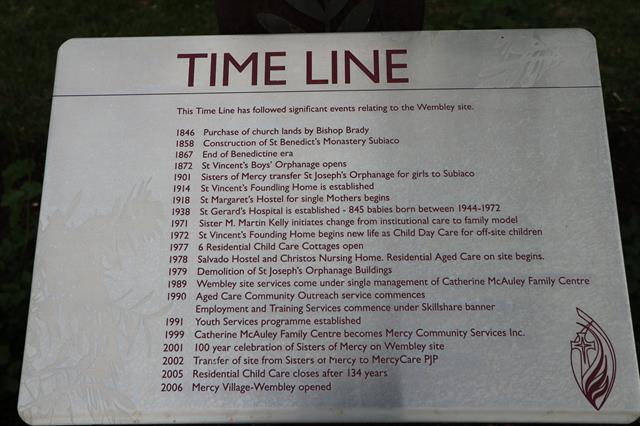 TIME LINE
This Time Line has followed significant events relating to the Wembley site.
1846 Purchase of church lands by Bishop Brady
1858 Construction of St Benedict's Monastery Subiaco
1867 End of Benedictine era
1872 St Vincent's Boys' Orphanage opens
1901 Sisters of Mercy transfer St Joseph's Orphanage for girls to Subiaco
1914 St Vincent's Foundling Home is established
1918 St Margaret's Hostel for single Mothers begins
1938 St Gerard's Hospital is established - 845 babies born between 1944-1972
1971 Sister M. Martin Kelly initiates change from institutional care to family model
1972 St Vincent's Founding Home begins new life as Child Day Care for off-site children
1977 6 Residential Child Care Cottages open
1978 Salvado Hostel and Christos Nursing Home. Residential Aged Care on site begins.
1979 Demolition of St Joseph's Orphanage Buildings
1989 Wembley site services come under single management of Catherine McAuley Family Centre
1990 Aged Care Community Outreach service commences
Employment and Training Services commence under Skillshare banner
1991 Youth Services programme established
1999 Catherine McAuley Family Centre becomes Mercy Community Services Inc.
2001 100 year celebration of Sisters of Mercy on Wembley site
2002 Transfer of site from Sisters of Mercy to MercyCare PJP
2005 Residential Child Care closes after 134 years
2006 Mercy Village-Wembley opened